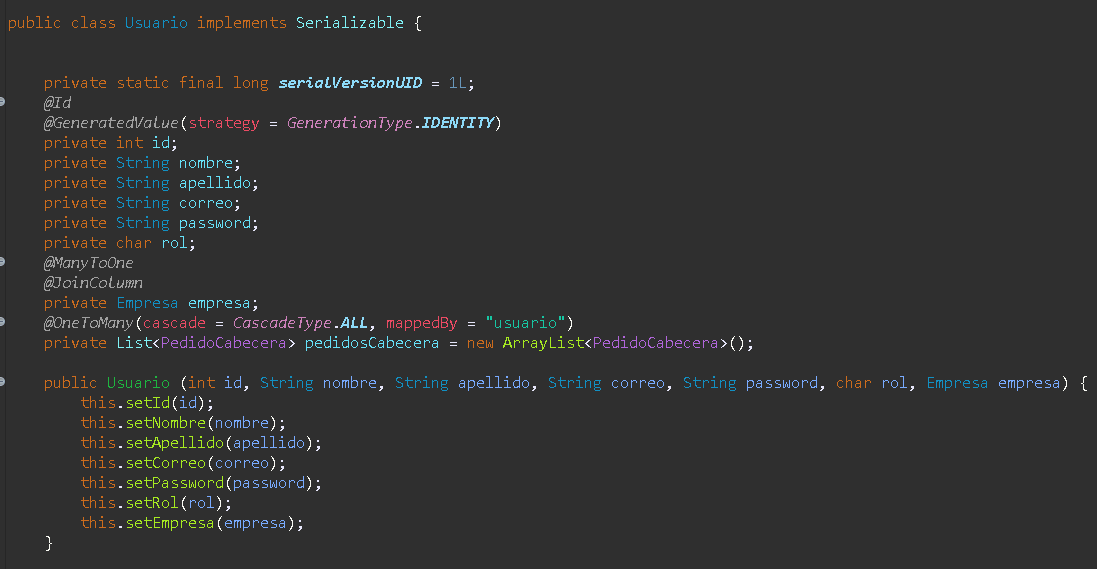 public class Usuario implements Serializable {
private static final long serialVersionUID = 1L;
@Id
@GeneratedValue(strategy = GenerationType.IDENTITY)
private int id;
private String nombre;
private String apellido;
private String correo;
private String password;
private char rol;
@ManyToOne
@JoinColumn
private Empresa empresa;
@OneToMany(cascade = CascadeType.ALL, mappedBy = "usuario")
private List<PedidoCabecera> pedidosCabecera = new ArrayList<PedidoCabecera>();
public Usuario (int id, String nombre, String apellido, String correo, String password, char rol, Empresa empresa) {
this.setId(id);
this.setNombre(nombre);
this.setApellido(apellido);
this.setCorreo(correo);
this.setPassword(password);
this.setRol(rol);
this.setEmpresa(empresa);
}